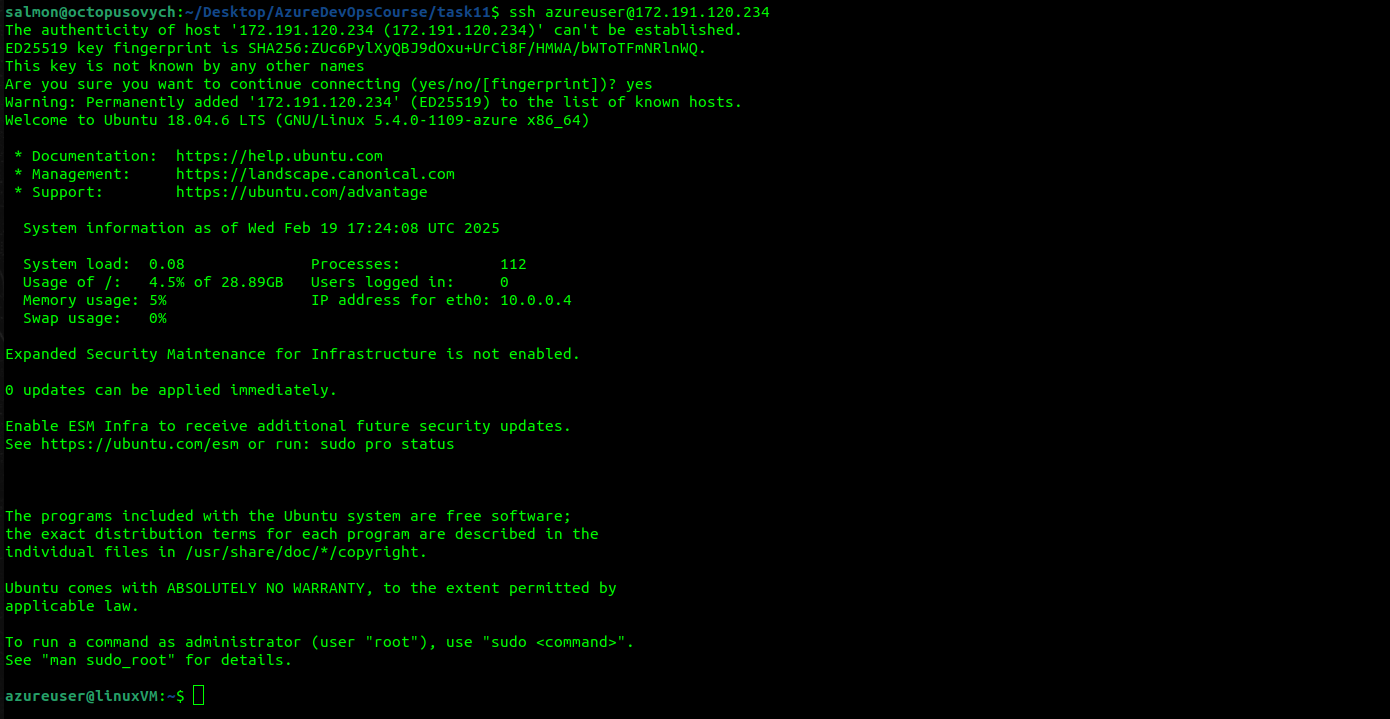 salmon@octopusovych:~/Desktop/AzureDevOpsCourse/task11$ ssh azureuser@172.191.120.234
The authenticity of host '172.191.120.234 (172.191.120.234)' can't be established.
ED25519 key fingerprint is SHA256:ZUc6PylXyQBJ9dOxu+UrCi8F/HMWA/bWToTFmNRlnWQ.
This key is not known by any other names
Are you sure you want to continue connecting (yes/no/[fingerprint])? yes
Warning: Permanently added '172.191.120.234' (ED25519) to the list of known hosts.
Welcome to Ubuntu 18.04.6 LTS (GNU/Linux 5.4.0-1109-azure x86_64)
 * Documentation:  https://help.ubuntu.com
 * Management:     https://landscape.canonical.com
 * Support:        https://ubuntu.com/advantage
  System information as of Wed Feb 19 17:24:08 UTC 2025
  System load:  0.08              Processes:           112
  Usage of /:   4.5% of 28.89GB   Users logged in:     0
  Memory usage: 5%                IP address for eth0: 10.0.0.4
  Swap usage:   0%
Expanded Security Maintenance for Infrastructure is not enabled.
0 updates can be applied immediately.
Enable ESM Infra to receive additional future security updates.
See https://ubuntu.com/esm or run: sudo pro status
The programs included with the Ubuntu system are free software;
the exact distribution terms for each program are described in the
individual files in /usr/share/doc/*/copyright.
Ubuntu comes with ABSOLUTELY NO WARRANTY, to the extent permitted by
applicable law.
To run a command as administrator (user "root"), use "sudo <command>".
See "man sudo_root" for details.
azureuser@linuxVM:~$